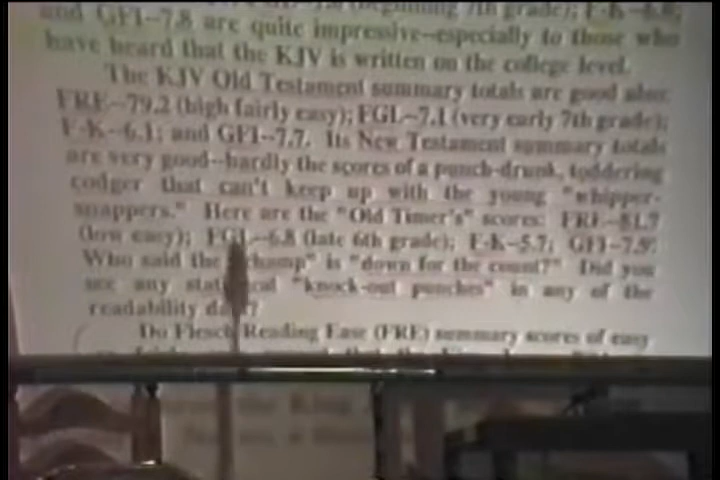 (beginning 7th grade); F-K--6.8;
and GFI--7.8 are quite impressive--especially to those who
have heard that the KJV is written on the college level.
The KJV Old Testament summary totals are good also:
FRE--79.2 (high fairly easy); FGL--7.1 (very early 7th grade);
F-K--6.1; and GFI--7.7. Its New Testament summary totals
are very good--hardly the scores of a punch-drunk, toddering
codger that can't keep up with the young "whipper-
snappers." Here are the "Old Timer's" scores: FRE--81.7
(low easy); FGL--6.8 (late 6th grade); F-K--5.7; GFI--7.5.
Who said the "champ" is "down for the count?" Did you
see any "knock-out punches" in any of the
readability
Do Flesch Reading Ease (FRE) summary scores of easy